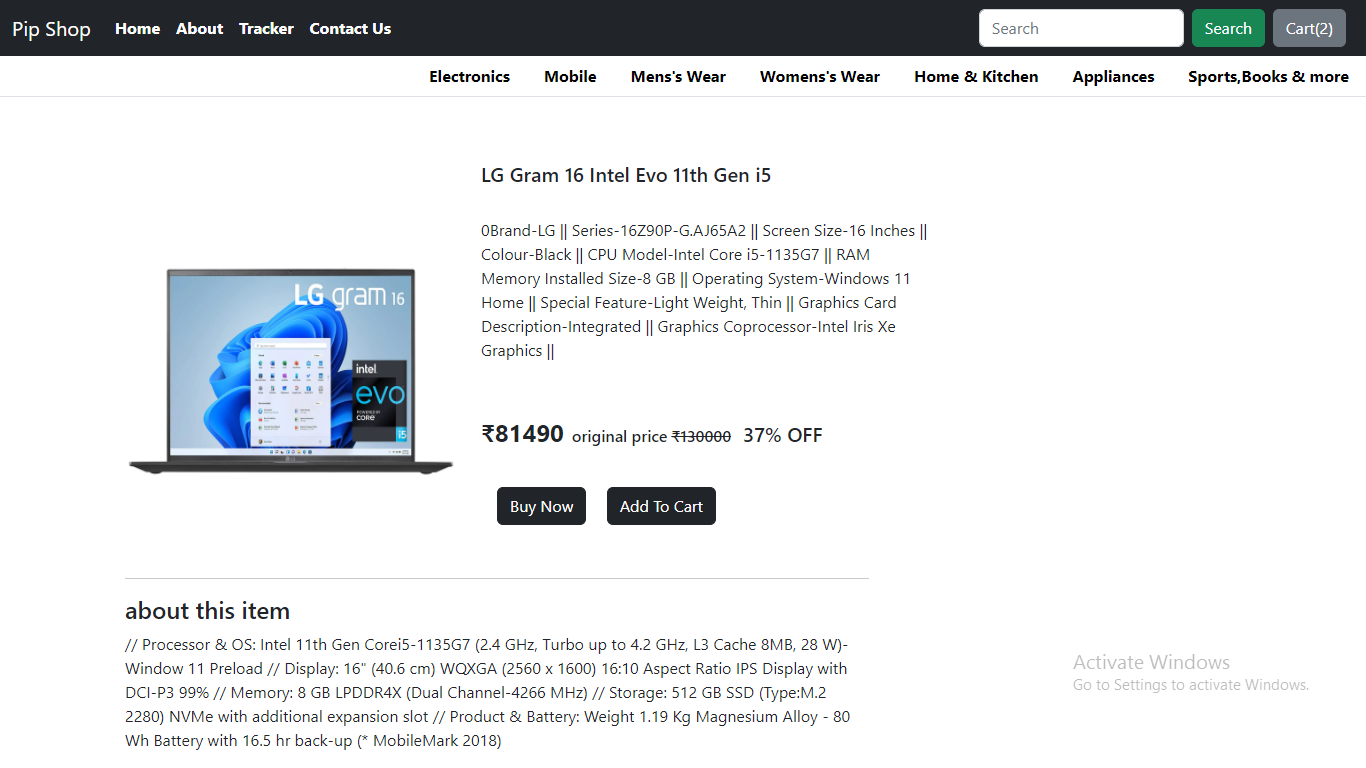 Pip Shop Home About Tracker Contact Us Search Search Cart(2)
Electronics Mobile Mens's Wear Womens's Wear Home & Kitchen Appliances Sports,Books & more
LG Gram 16 Intel Evo 11th Gen i5
0Brand-LG || Series-16Z90P-G.AJ65A2 || Screen Size-16 Inches ||
Colour-Black || CPU Model-Intel Core i5-1135G7 || RAM
Memory Installed Size-8 GB || Operating System-Windows 11
Home || Special Feature-Light Weight, Thin || Graphics Card
Description-Integrated || Graphics Coprocessor-Intel Iris Xe
Graphics ||
LG gram 16
intel
evo
POWERED BY
CORE
i5
₹81490 original price ₹130000 37% OFF
Buy Now Add To Cart
about this item
// Processor & OS: Intel 11th Gen Corei5-1135G7 (2.4 GHz, Turbo up to 4.2 GHz, L3 Cache 8MB, 28 W)-
Window 11 Preload // Display: 16" (40.6 cm) WQXGA (2560 x 1600) 16:10 Aspect Ratio IPS Display with
DCI-P3 99% // Memory: 8 GB LPDDR4X (Dual Channel-4266 MHz) // Storage: 512 GB SSD (Type:M.2
2280) NVMe with additional expansion slot // Product & Battery: Weight 1.19 Kg Magnesium Alloy - 80
Wh Battery with 16.5 hr back-up (* MobileMark 2018)
Activate Windows
Go to Settings to activate Windows.